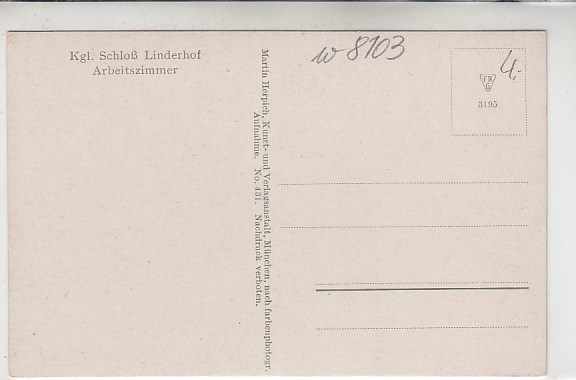 Kgl. Schloß Linderhof
Arbeitszimmer
Martin Herpich, Kunst- und Verlagsanstalt, München, nach farbenphotogr.
Aufnahme. No. 431. Nachdruck verboten.
w 8103
4,-
3195